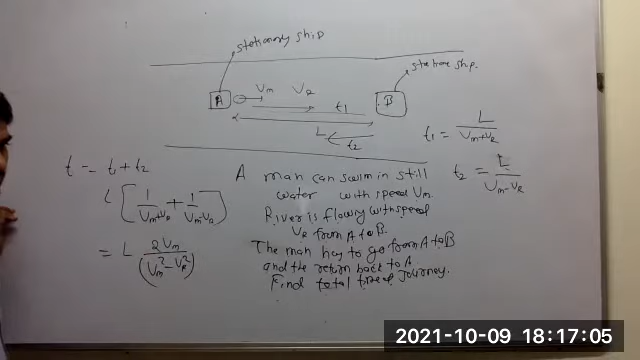 stetionary ship
stetionary ship.
A
Vm
VR
B
t1
L
t2
t1 = L / Vm+VR
t2 = L / Vm-VR
t = t1 + t2
L [ 1 / Vm+VR + 1 / Vm-VR ]
= L 2Vm / (Vm² - VR²)
A man can swim in still
water with speed Vm.
River is flowing with speed
VR from A to B.
The man has to go from A to B
and the return back to A.
Find total time of Journey.
2021-10-09 18:17:05